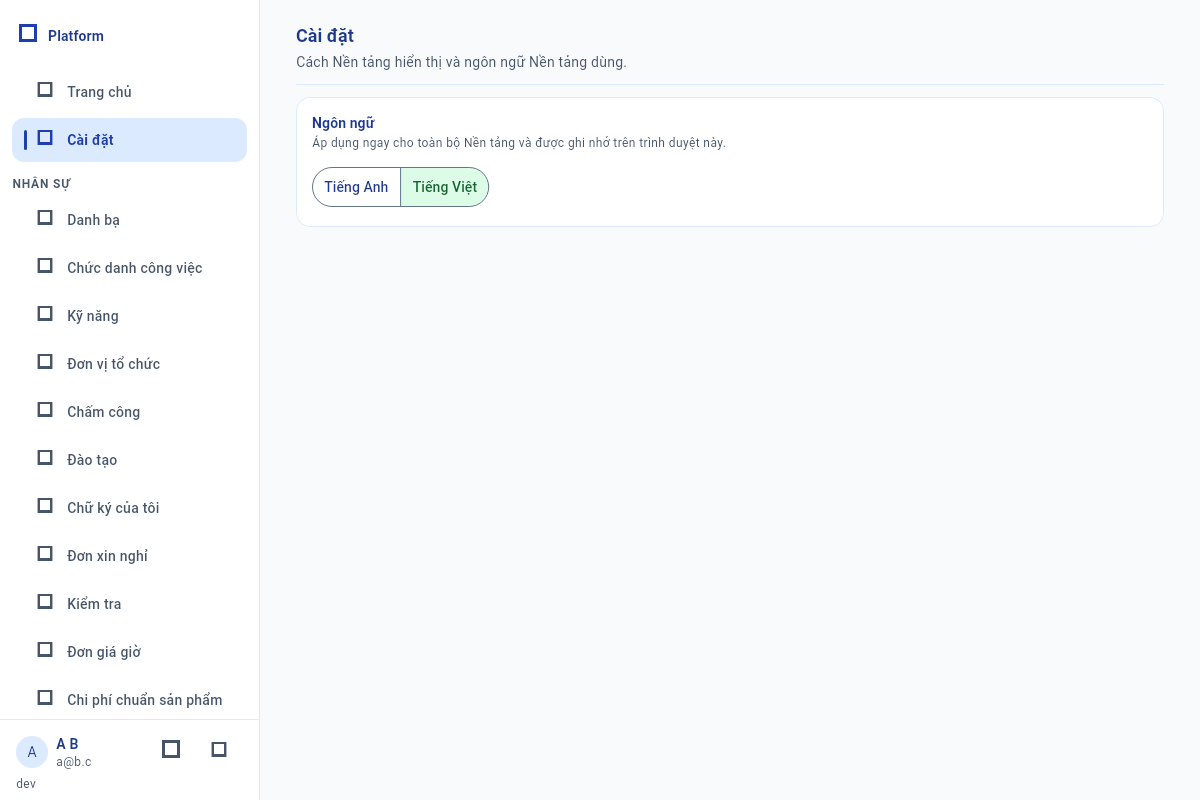 Platform
Trang chủ
Cài đặt
NHÂN SỰ
Danh bạ
Chức danh công việc
Kỹ năng
Đơn vị tổ chức
Chấm công
Đào tạo
Chữ ký của tôi
Đơn xin nghỉ
Kiểm tra
Đơn giá giờ
Chi phí chuẩn sản phẩm
A
A B
a@b.c
dev
Cài đặt
Cách Nền tảng hiển thị và ngôn ngữ Nền tảng dùng.
Ngôn ngữ
Áp dụng ngay cho toàn bộ Nền tảng và được ghi nhớ trên trình duyệt này.
Tiếng Anh
Tiếng Việt